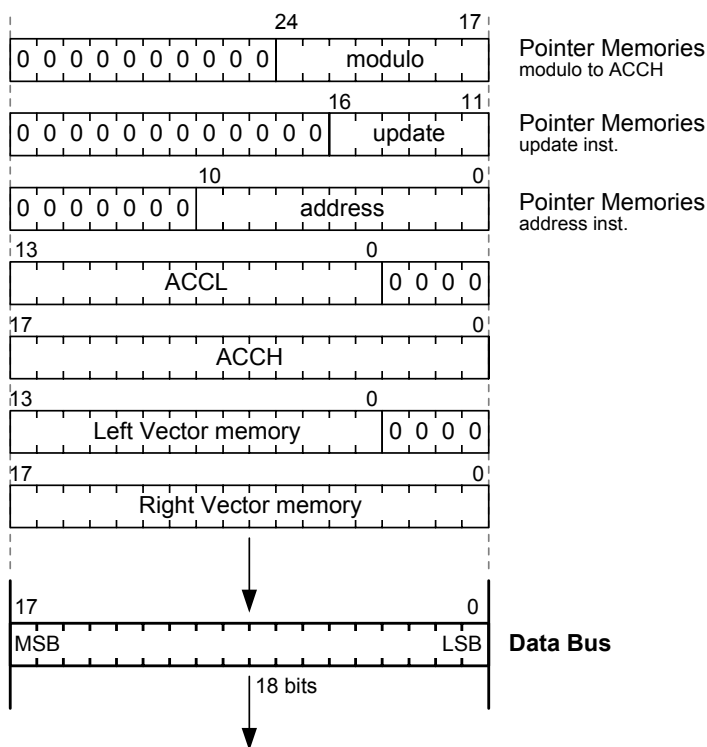 24 17
0 0 0 0 0 0 0 0 0 0 modulo
Pointer Memories
modulo to ACCH
16 11
0 0 0 0 0 0 0 0 0 0 0 0 update
Pointer Memories
update inst.
10 0
0 0 0 0 0 0 0 address
Pointer Memories
address inst.
13 0
ACCL 0 0 0 0
17 0
ACCH
13 0
Left Vector memory 0 0 0 0
17 0
Right Vector memory
17 0
MSB LSB Data Bus
18 bits